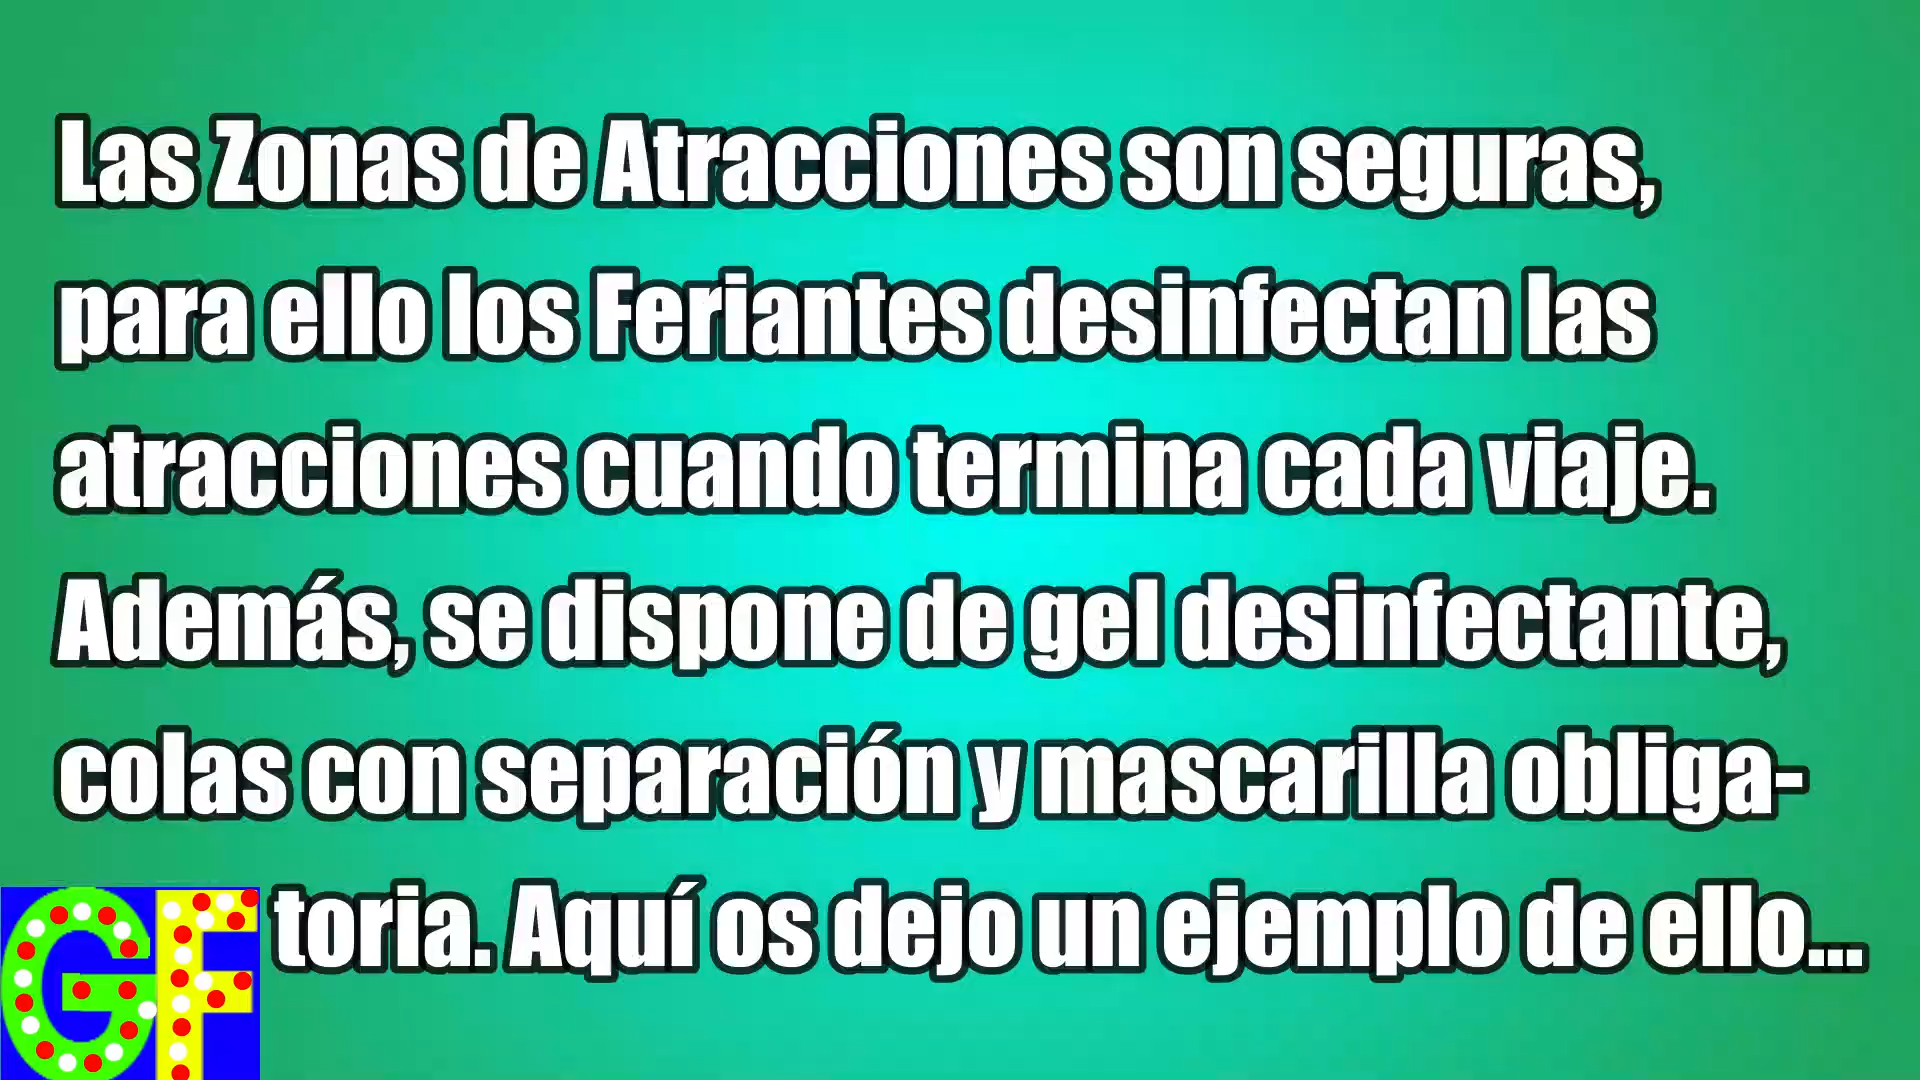 Las Zonas de Atracciones son seguras,
para ello los Feriantes desinfectan las
atracciones cuando termina cada viaje.
Además, se dispone de gel desinfectante,
colas con separación y mascarilla obliga-
toria. Aquí os dejo un ejemplo de ello...
GF